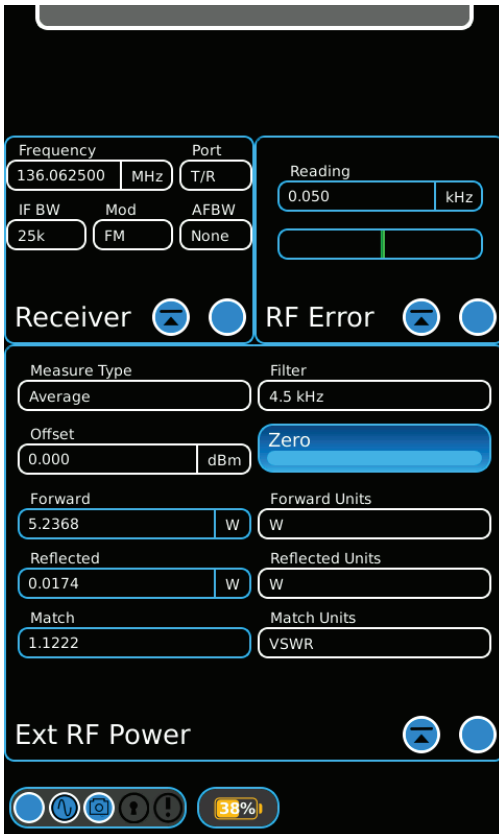 Frequency Port
136.062500 MHz T/R
IF BW Mod AFBW
25k FM None
Receiver
Reading
0.050 kHz
RF Error
Measure Type Filter
Average 4.5 kHz
Offset
0.000 dBm Zero
Forward Forward Units
5.2368 W W
Reflected Reflected Units
0.0174 W W
Match Match Units
1.1222 VSWR
Ext RF Power
38%